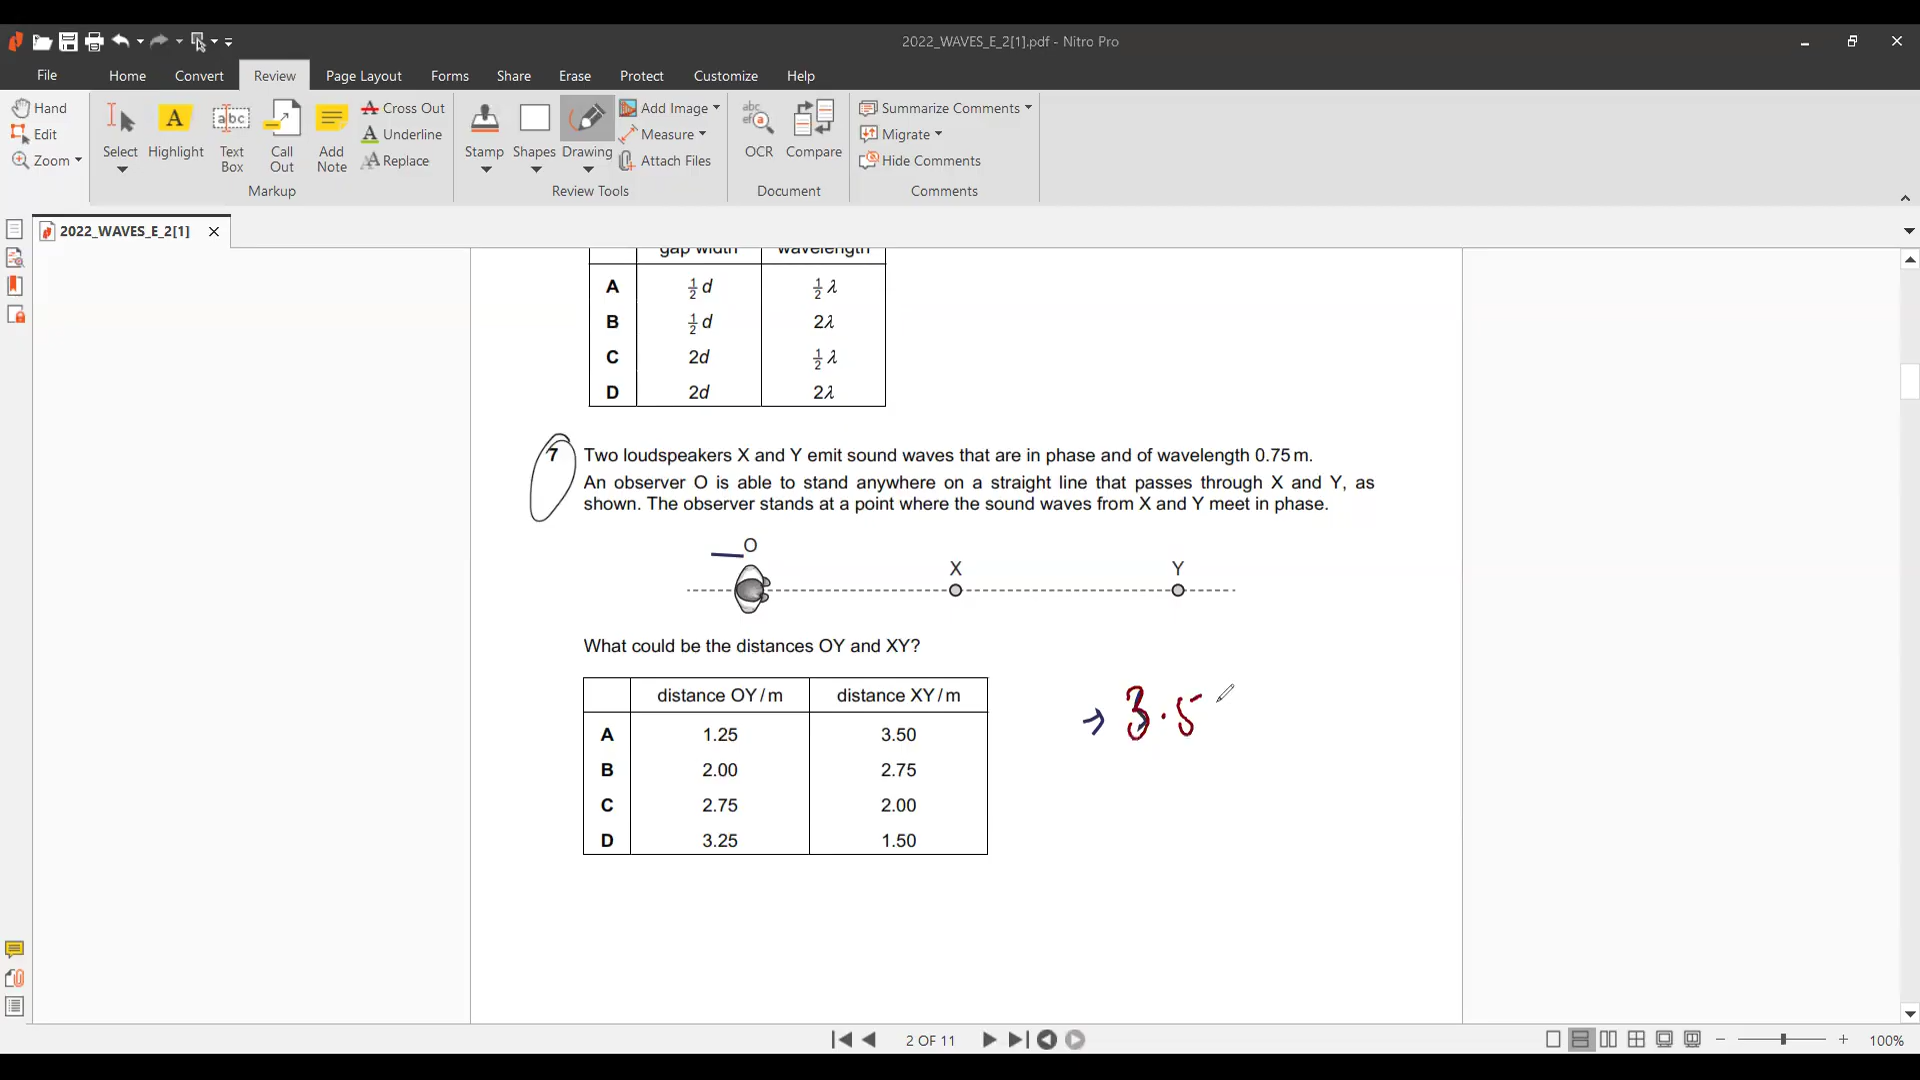 2022_WAVES_E_2[1].pdf - Nitro Pro
File Home Convert Review Page Layout Forms Share Erase Protect Customize Help
Hand
Edit
Zoom
Select
Highlight
Text Box
Call Out
Add Note
Cross Out
Underline
Replace
Markup
Stamp
Shapes
Drawing
Add Image
Measure
Attach Files
Review Tools
OCR
Compare
Document
Summarize Comments
Migrate
Hide Comments
Comments
2022_WAVES_E_2[1]
gap width wavelength
A ½ d ½ λ
B ½ d 2λ
C 2d ½ λ
D 2d 2λ
7 Two loudspeakers X and Y emit sound waves that are in phase and of wavelength 0.75 m.
An observer O is able to stand anywhere on a straight line that passes through X and Y, as
shown. The observer stands at a point where the sound waves from X and Y meet in phase.
O
X Y
What could be the distances OY and XY?
distance OY / m distance XY / m
A 1.25 3.50
B 2.00 2.75
C 2.75 2.00
D 3.25 1.50
→ 3.5
2 OF 11
100%